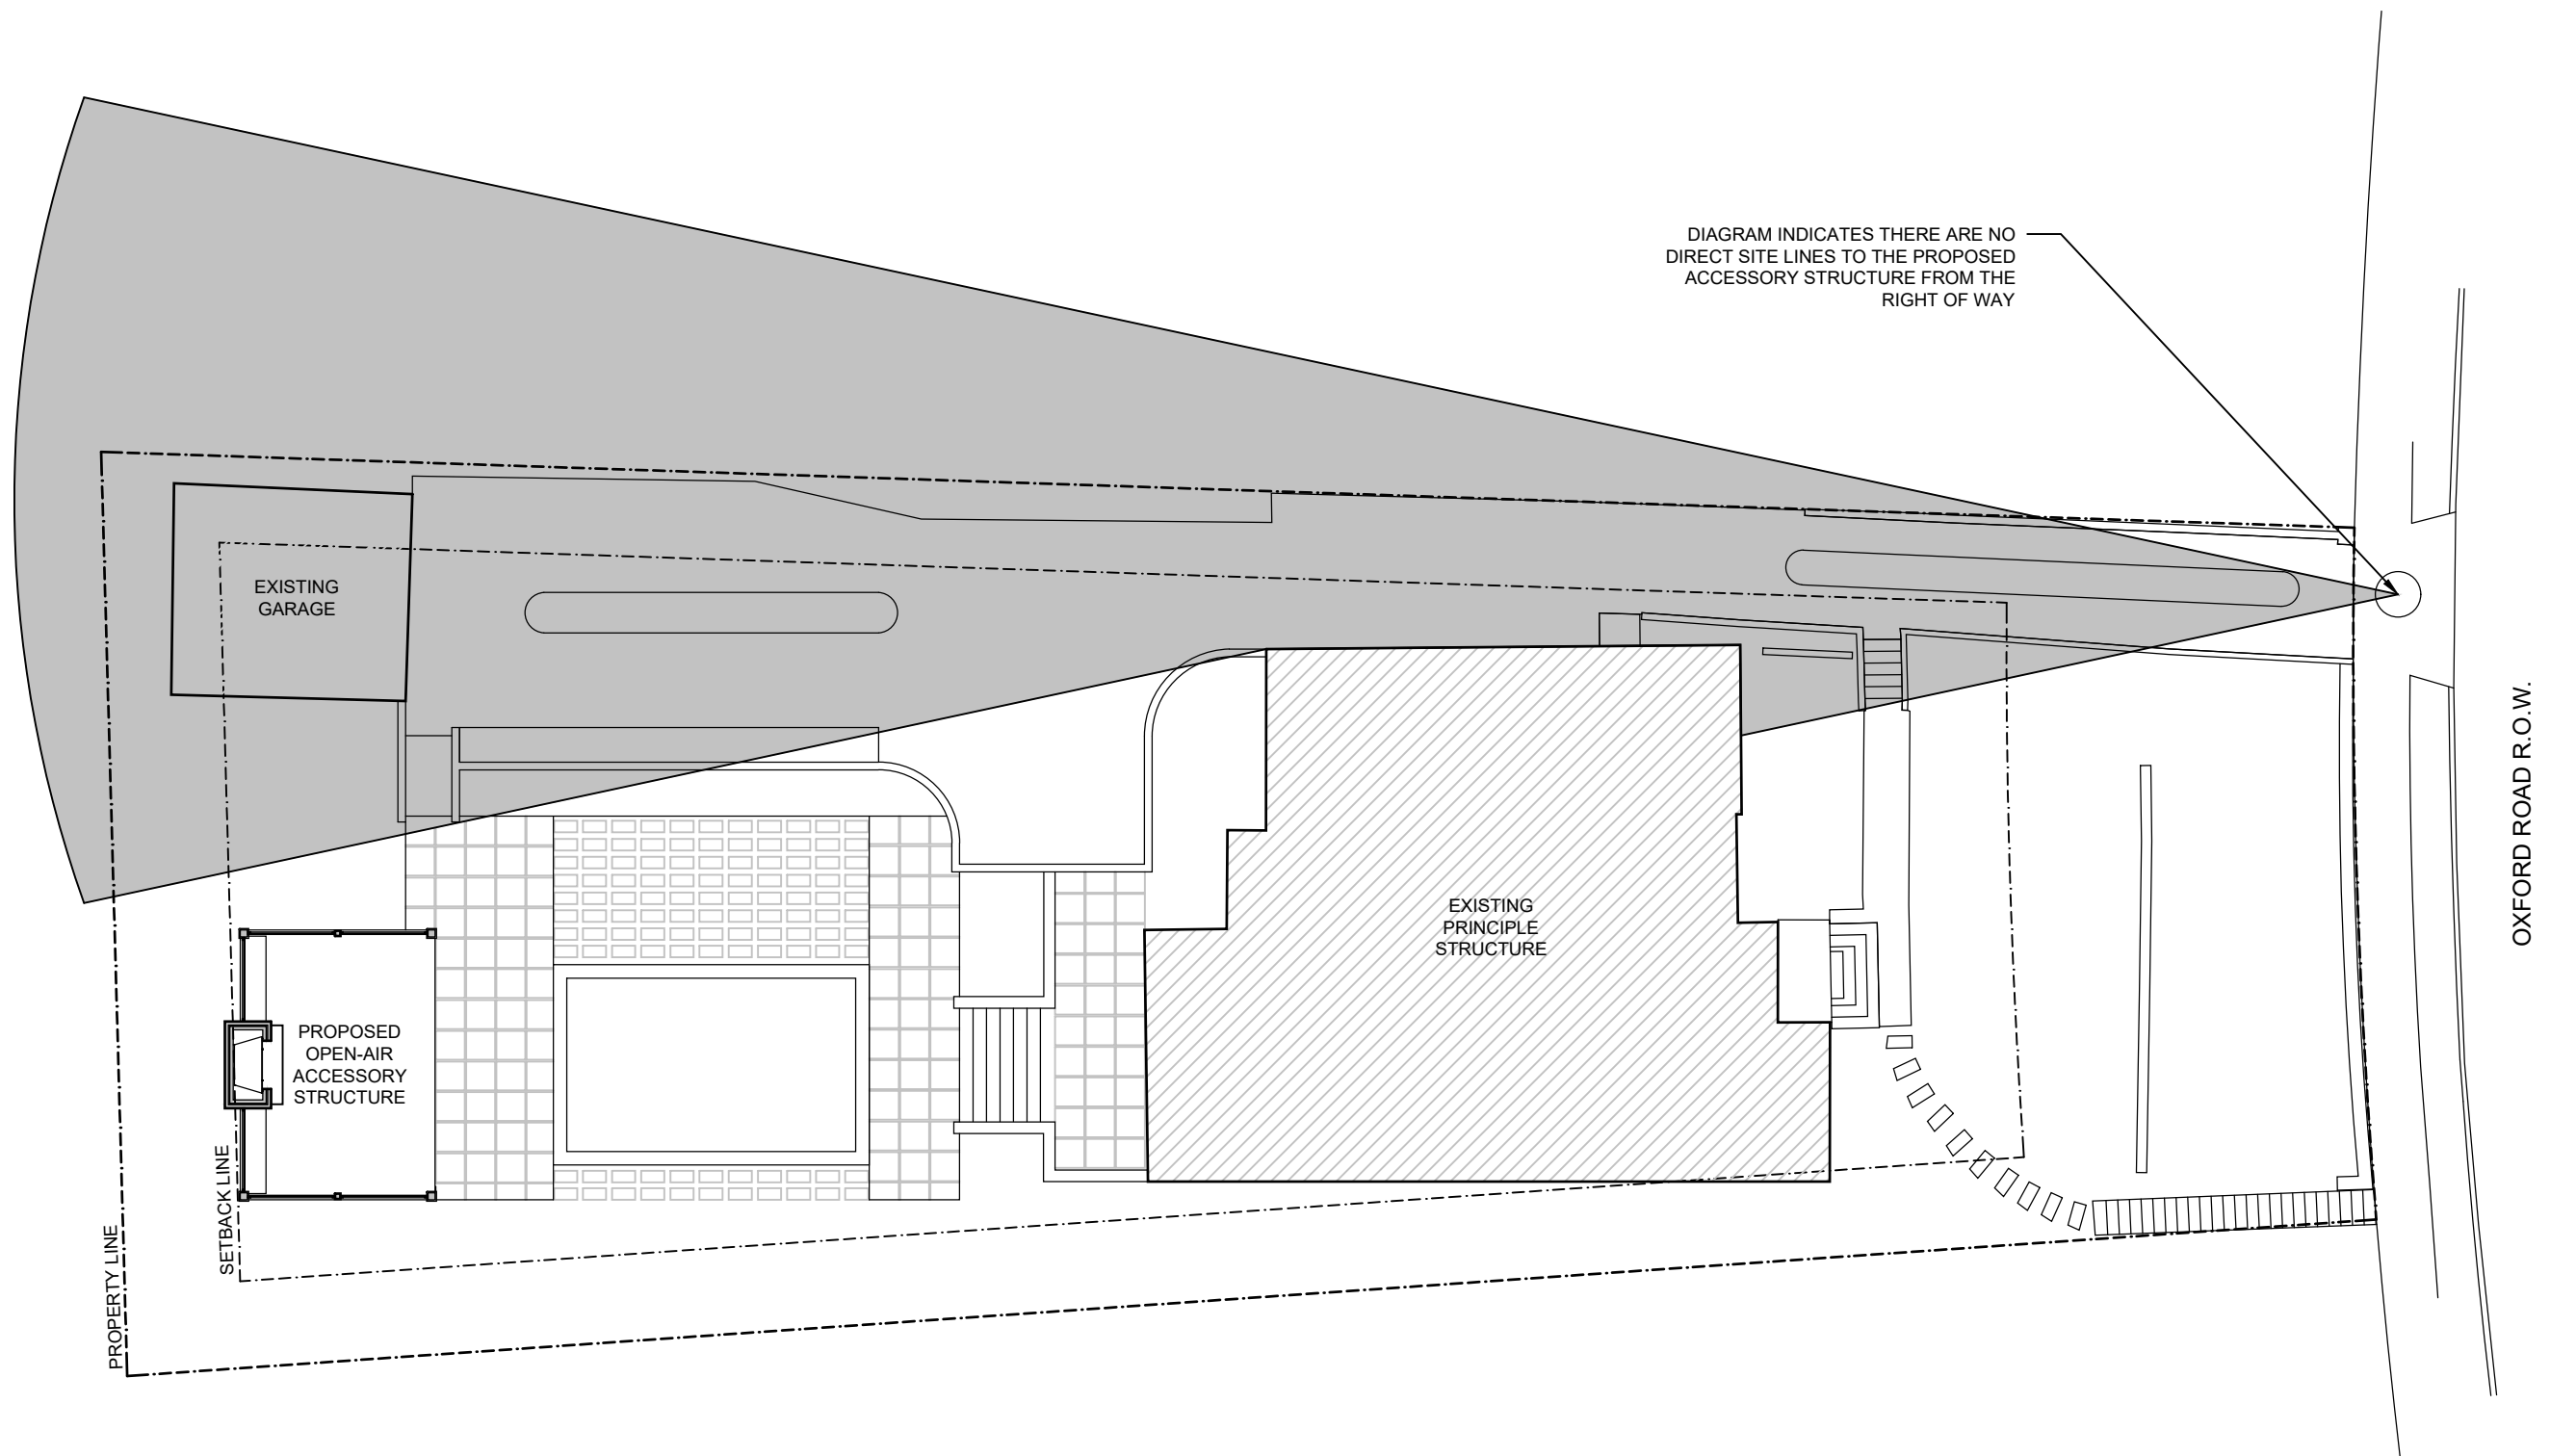 DIAGRAM INDICATES THERE ARE NO
DIRECT SITE LINES TO THE PROPOSED
ACCESSORY STRUCTURE FROM THE
RIGHT OF WAY
EXISTING
GARAGE
OXFORD ROAD R.O.W.
EXISTING
PRINCIPLE
STRUCTURE
PROPOSED
OPEN-AIR
ACCESSORY
STRUCTURE
SETBACK LINE
PROPERTY LINE